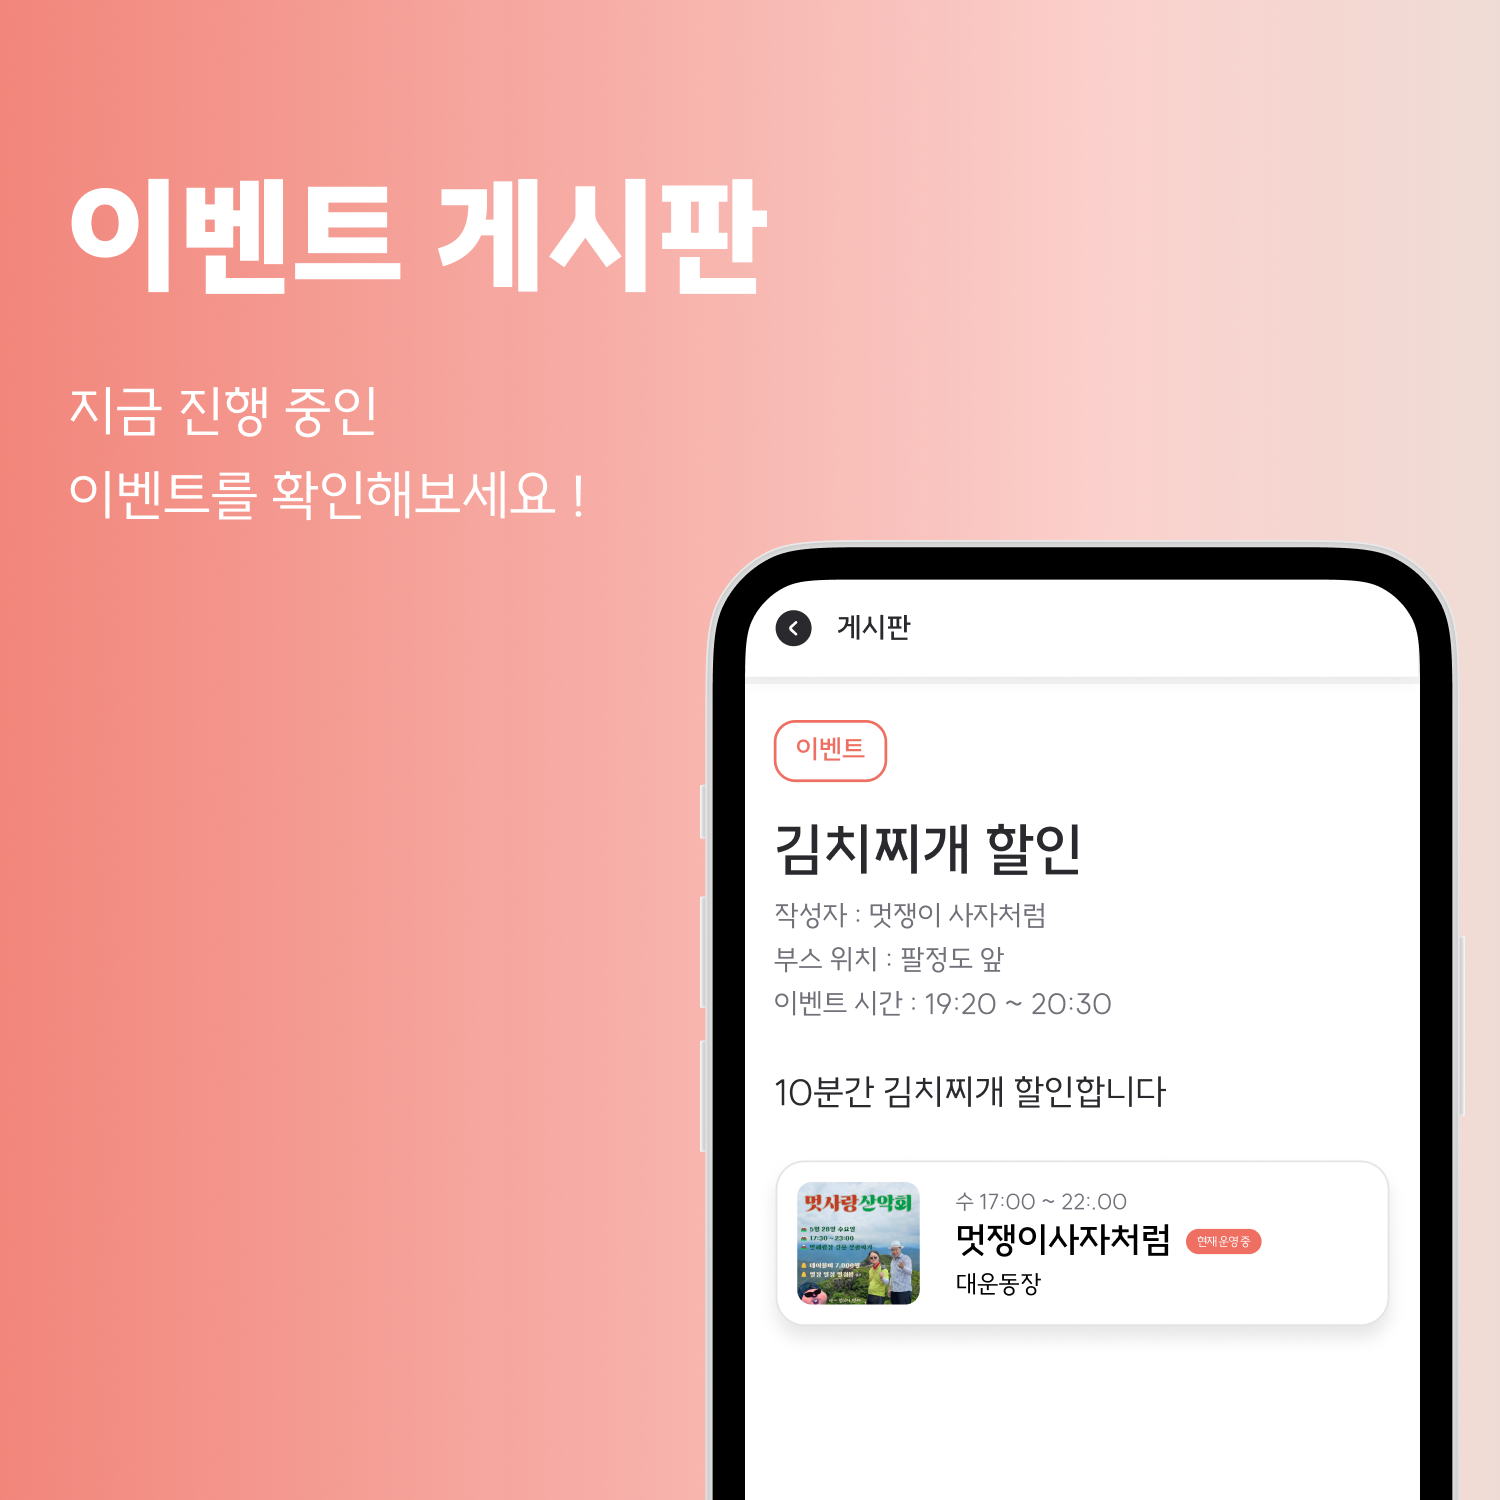 이벤트 게시판
지금 진행 중인
이벤트를 확인해보세요 !
게시판
이벤트
김치찌개 할인
작성자 : 멋쟁이 사자처럼
부스 위치 : 팔정도 앞
이벤트 시간 : 19:20 ~ 20:30
10분간 김치찌개 할인합니다
멋사랑산악회
5월 28일 수요일
17:30~23:00
테이블비 7,000원
수 17:00 ~ 22:.00
멋쟁이사자처럼 현재 운영 중
대운동장